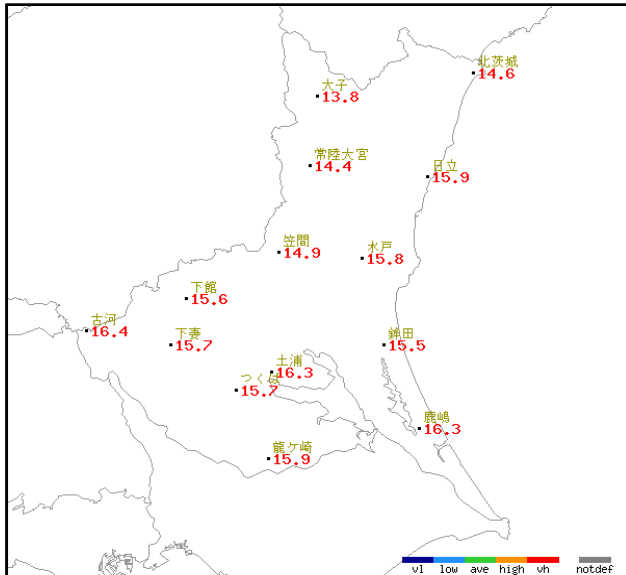 北茨城
14.6
大子
13.8
常陸大宮
14.4
日立
15.9
笠間
14.9
水戸
15.8
下館
15.6
古河
16.4
下妻
15.7
鉾田
15.5
土浦
16.3
つくば
15.7
鹿嶋
16.3
龍ケ崎
15.9
vl low ave high vh notdef